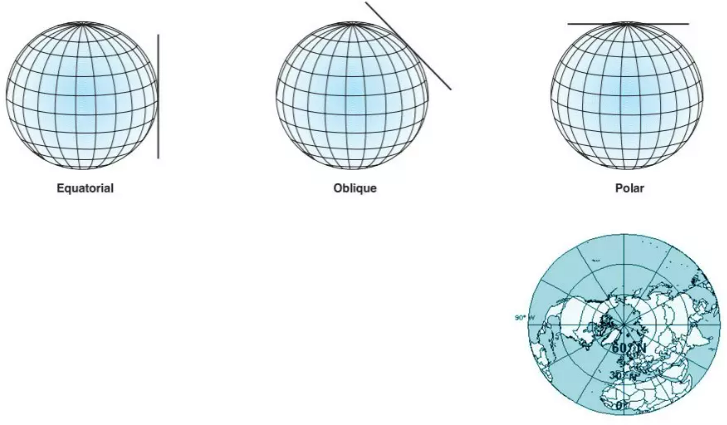 Equatorial
Oblique
Polar
90° W
60° N
30° N
0°